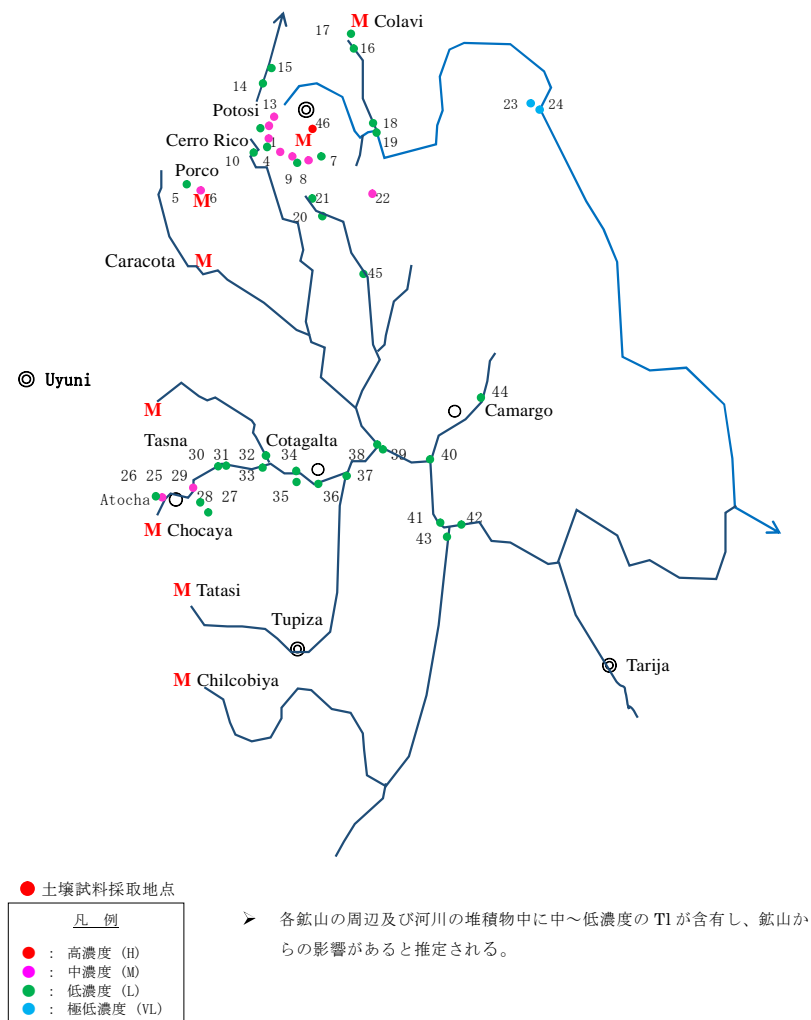 17
M Colavi
16
15
14
13
Potosi
46
18
23
24
M
19
Cerro Rico
1
10
4
7
Porco
9
8
5
6
M
21
22
20
Caracota
M
45
Uyuni
44
M
Camargo
Tasna
Cotagalta
38
39
40
30
31
32
34
37
26
25
29
33
Atocha
28
27
35
36
41
42
M Chocaya
43
M Tatasi
Tupiza
Tarija
M Chilcobiya
土壌試料採取地点
凡 例
: 高濃度 (H)
: 中濃度 (M)
: 低濃度 (L)
: 極低濃度 (VL)
➢ 各鉱山の周辺及び河川の堆積物中に中～低濃度の Tl が含有し、鉱山か
らの影響があると推定される。